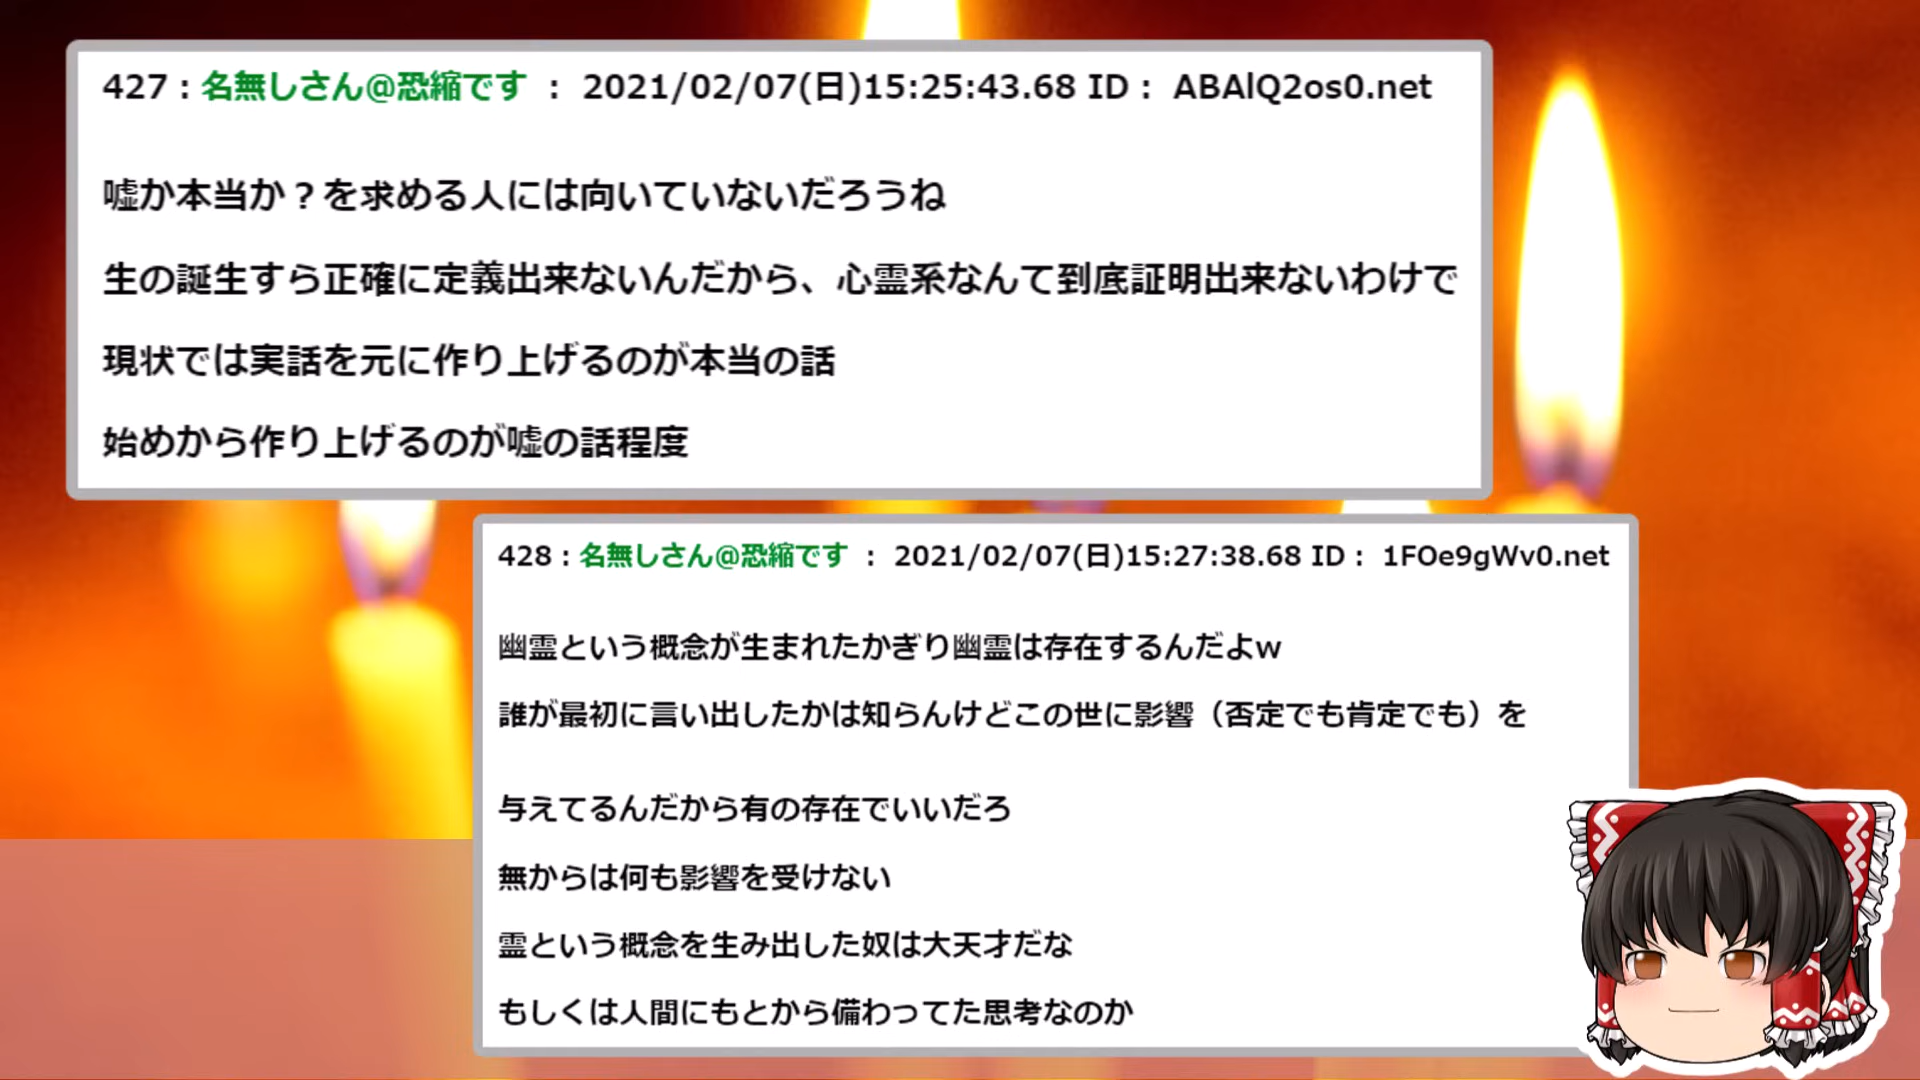 427：名無しさん@恐縮です ： 2021/02/07(日)15:25:43.68 ID： ABAlQ2os0.net
嘘か本当か？を求める人には向いていないだろうね
生の誕生すら正確に定義出来ないんだから、心霊系なんて到底証明出来ないわけで
現状では実話を元に作り上げるのが本当の話
始めから作り上げるのが嘘の話程度
428：名無しさん@恐縮です ： 2021/02/07(日)15:27:38.68 ID： 1FOe9gWv0.net
幽霊という概念が生まれたかぎり幽霊は存在するんだよw
誰が最初に言い出したかは知らんけどこの世に影響（否定でも肯定でも）を
与えてるんだから有の存在でいいだろ
無からは何も影響を受けない
霊という概念を生み出した奴は大天才だな
もしくは人間にもとから備わってた思考なのか